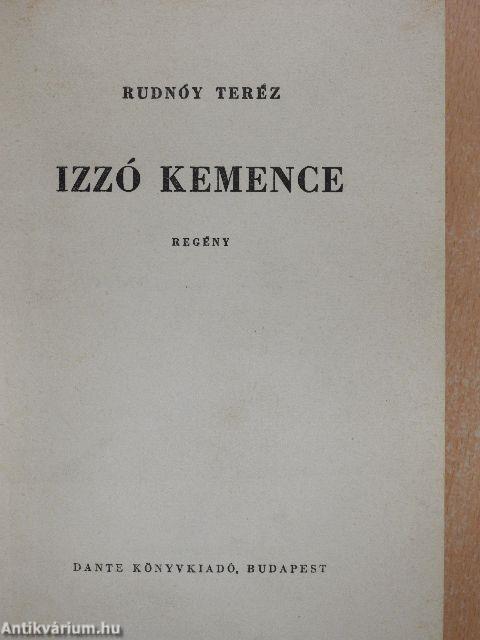 RUDNÓY TERÉZ
IZZÓ KEMENCE
REGÉNY
DANTE KÖNYVKIADÓ, BUDAPEST
Antikvárium.hu